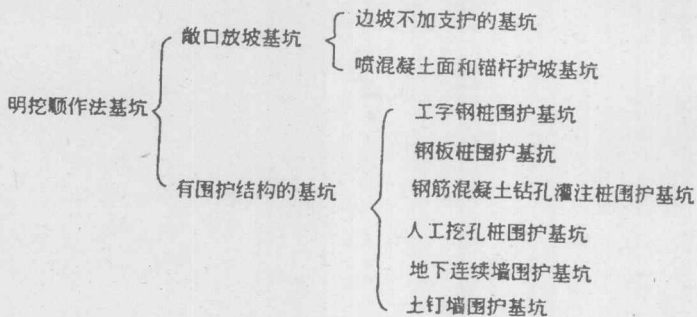 边坡不加支护的基坑
敞口放坡基坑
喷混凝土面和锚杆护坡基坑
明挖顺作法基坑
工字钢桩围护基坑
钢板桩围护基抗
有围护结构的基坑
钢筋混凝土钻孔灌注桩围护基坑
人工挖孔桩围护基坑
地下连续墙围护基坑
土钉墙围护基坑